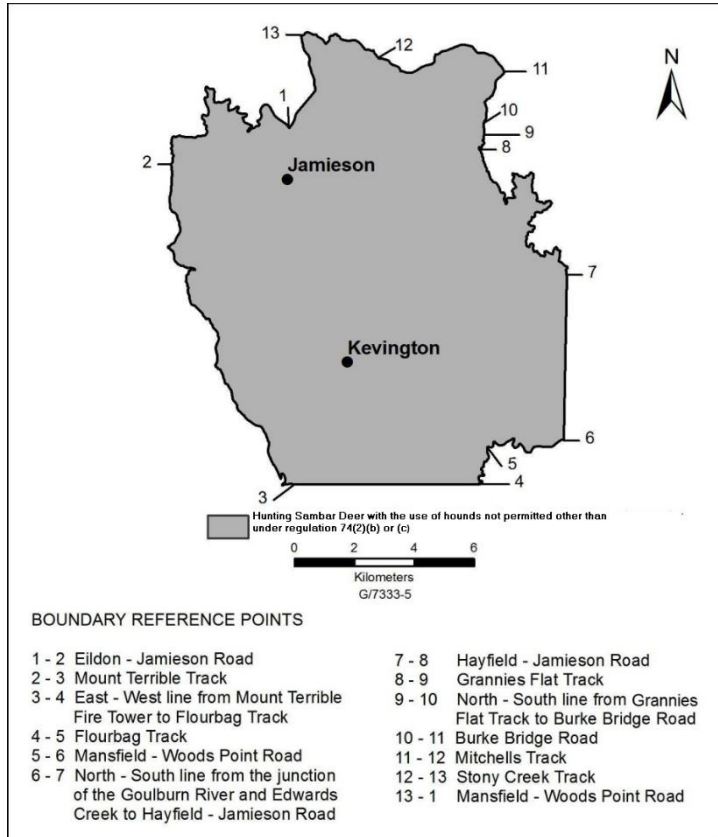 13
12
11
N
1
10
9
8
2
Jamieson
7
Kevington
6
5
4
3
Hunting Sambar Deer with the use of hounds not permitted other than
under regulation 74(2)(b) or (c)
0 2 4 6
Kilometers
G/7333-5
BOUNDARY REFERENCE POINTS
1 - 2 Eildon - Jamieson Road
2 - 3 Mount Terrible Track
3 - 4 East - West line from Mount Terrible
Fire Tower to Flourbag Track
4 - 5 Flourbag Track
5 - 6 Mansfield - Woods Point Road
6 - 7 North - South line from the junction
of the Goulburn River and Edwards
Creek to Hayfield - Jamieson Road
7 - 8 Hayfield - Jamieson Road
8 - 9 Grannies Flat Track
9 - 10 North - South line from Grannies
Flat Track to Burke Bridge Road
10 - 11 Burke Bridge Road
11 - 12 Mitchells Track
12 - 13 Stony Creek Track
13 - 1 Mansfield - Woods Point Road